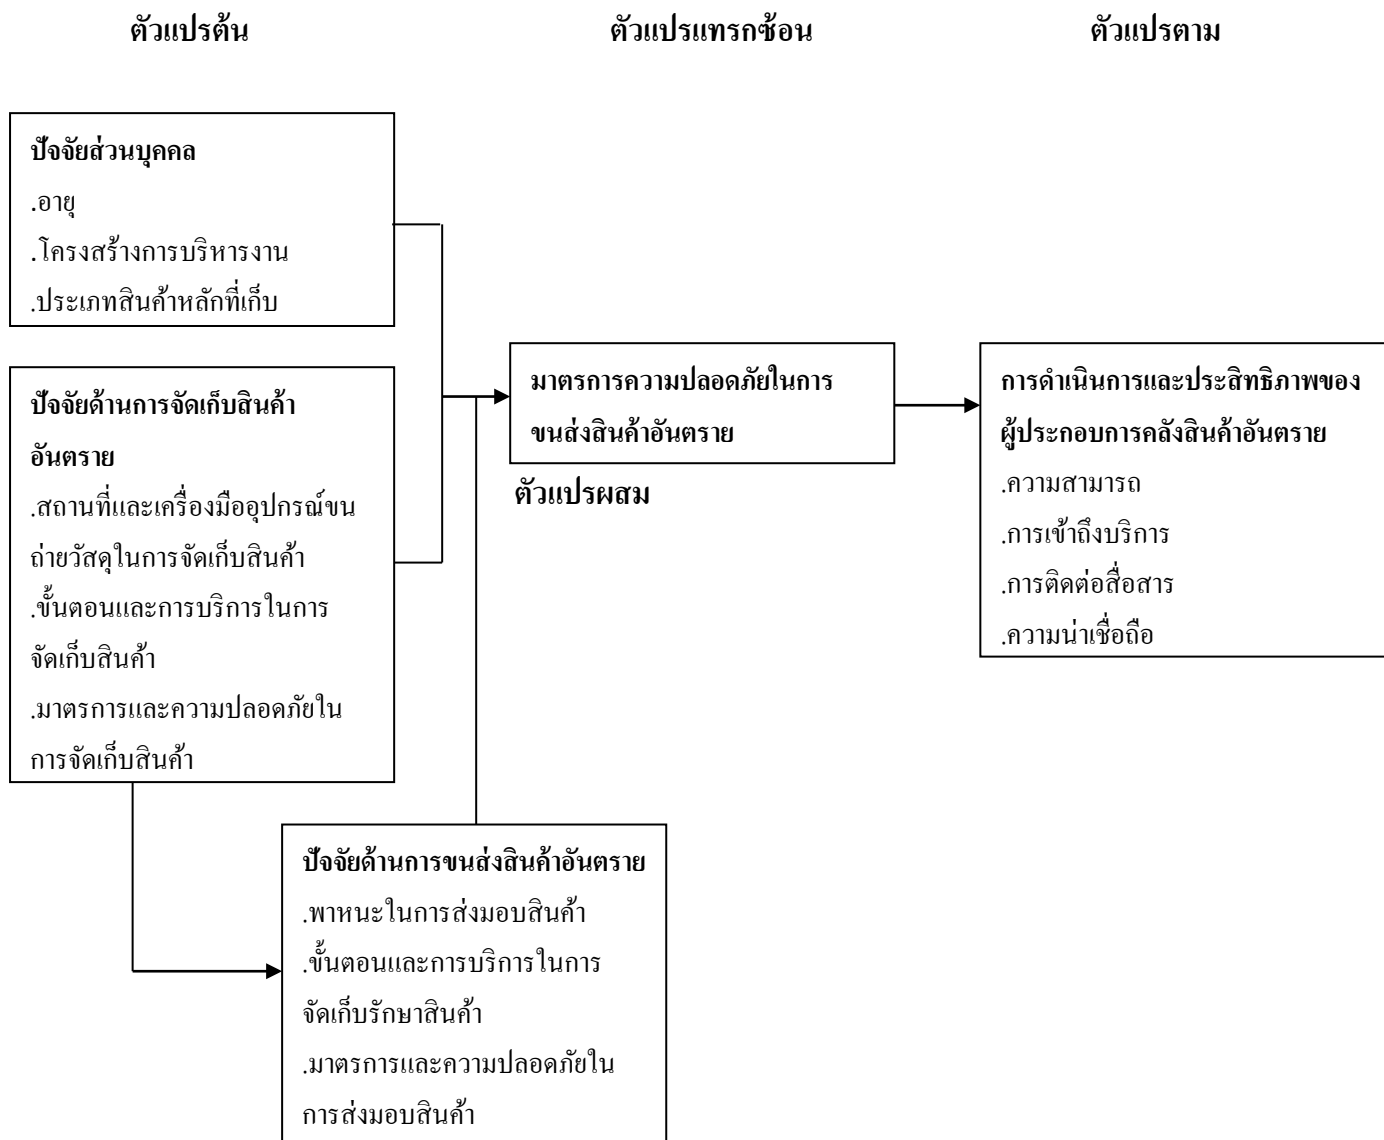 ตัวแปรต้น
ตัวแปรแทรกซ้อน
ตัวแปรตาม
ปัจจัยส่วนบุคคล
.อายุ
.โครงสร้างการบริหารงาน
.ประเภทสินค้าหลักที่เก็บ
ปัจจัยด้านการจัดเก็บสินค้า
อันตราย
.สถานที่และเครื่องมืออุปกรณ์ขน
ถ่ายวัสดุในการจัดเก็บสินค้า
.ขั้นตอนและการบริการในการ
จัดเก็บสินค้า
.มาตรการและความปลอดภัยใน
การจัดเก็บสินค้า
มาตรการความปลอดภัยในการ
ขนส่งสินค้าอันตราย
ตัวแปรผสม
การดำเนินการและประสิทธิภาพของ
ผู้ประกอบการคลังสินค้าอันตราย
.ความสามารถ
.การเข้าถึงบริการ
.การติดต่อสื่อสาร
.ความน่าเชื่อถือ
ปัจจัยด้านการขนส่งสินค้าอันตราย
.พาหนะในการส่งมอบสินค้า
.ขั้นตอนและการบริการในการ
จัดเก็บรักษาสินค้า
.มาตรการและความปลอดภัยใน
การส่งมอบสินค้า